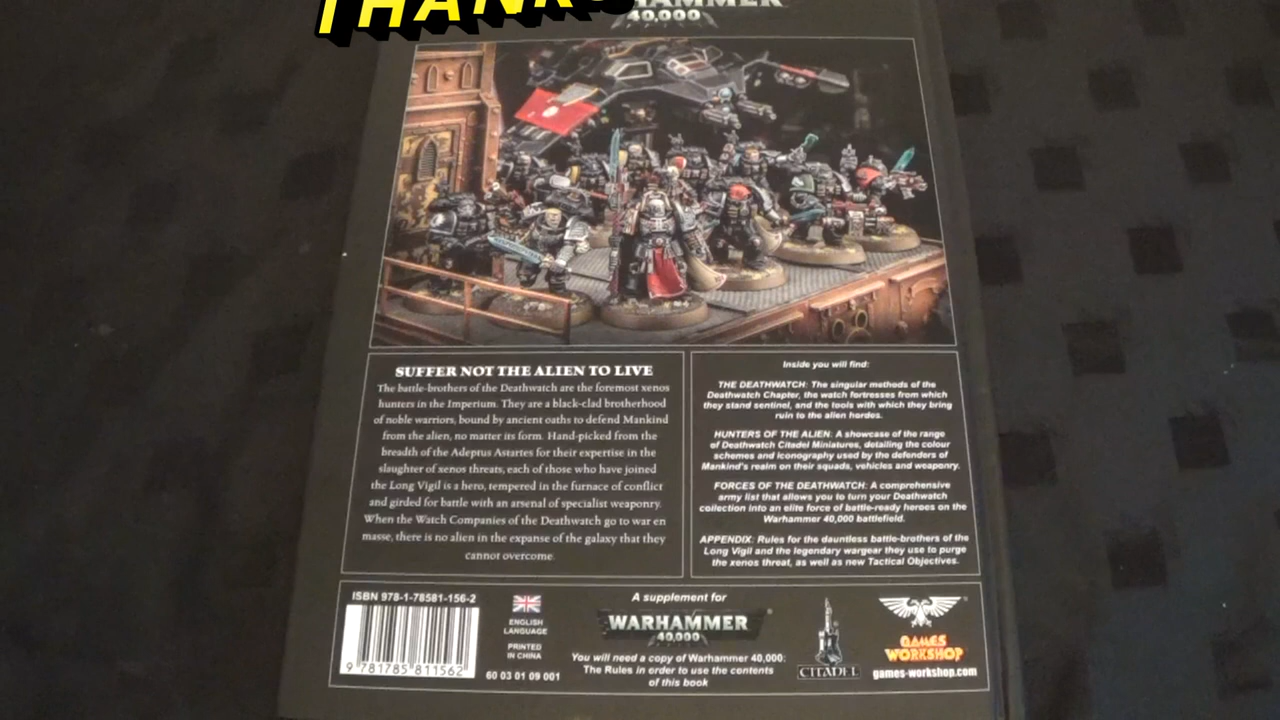 THANKS
WARHAMMER
40,000
SUFFER NOT THE ALIEN TO LIVE
The battle-brothers of the Deathwatch are the foremost xenos
hunters in the Imperium. They are a black-clad brotherhood
of noble warriors, bound by ancient oaths to defend Mankind
from the alien, no matter its form. Hand-picked from the
breadth of the Adeptus Astartes for their expertise in the
slaughter of xenos threats, each of those who have joined
the Long Vigil is a hero, tempered in the furnace of conflict
and girded for battle with an arsenal of specialist weaponry.
When the Watch Companies of the Deathwatch go to war en
masse, there is no alien in the expanse of the galaxy that they
cannot overcome.
Inside you will find:
THE DEATHWATCH: The singular methods of the
Deathwatch Chapter, the watch fortresses from which
they stand sentinel, and the tools with which they bring
ruin to the alien hordes.
HUNTERS OF THE ALIEN: A showcase of the range
of Deathwatch Citadel Miniatures, detailing the colour
schemes and iconography used by the defenders of
Mankind's realm on their squads, vehicles and weaponry.
FORCES OF THE DEATHWATCH: A comprehensive
army list that allows you to turn your Deathwatch
collection into an elite force of battle-ready heroes on the
Warhammer 40,000 battlefield.
APPENDIX: Rules for the dauntless battle-brothers of the
Long Vigil and the legendary wargear they use to purge
the xenos threat, as well as new Tactical Objectives.
ISBN 978-1-78581-156-2
9 781785 811562
ENGLISH
LANGUAGE
PRINTED
IN CHINA
60 03 01 09 001
A supplement for
WARHAMMER
40,000
You will need a copy of Warhammer 40,000:
The Rules in order to use the contents
of this book
CITADEL
GAMES
WORKSHOP
games-workshop.com